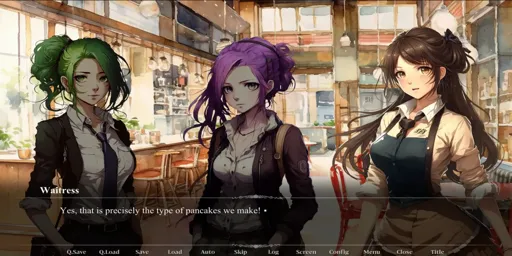 Waitress
Yes, that is precisely the type of pancakes we make!
Q.Save Q.Load Save Load Auto Skip Log Screen Config Menu Close Title